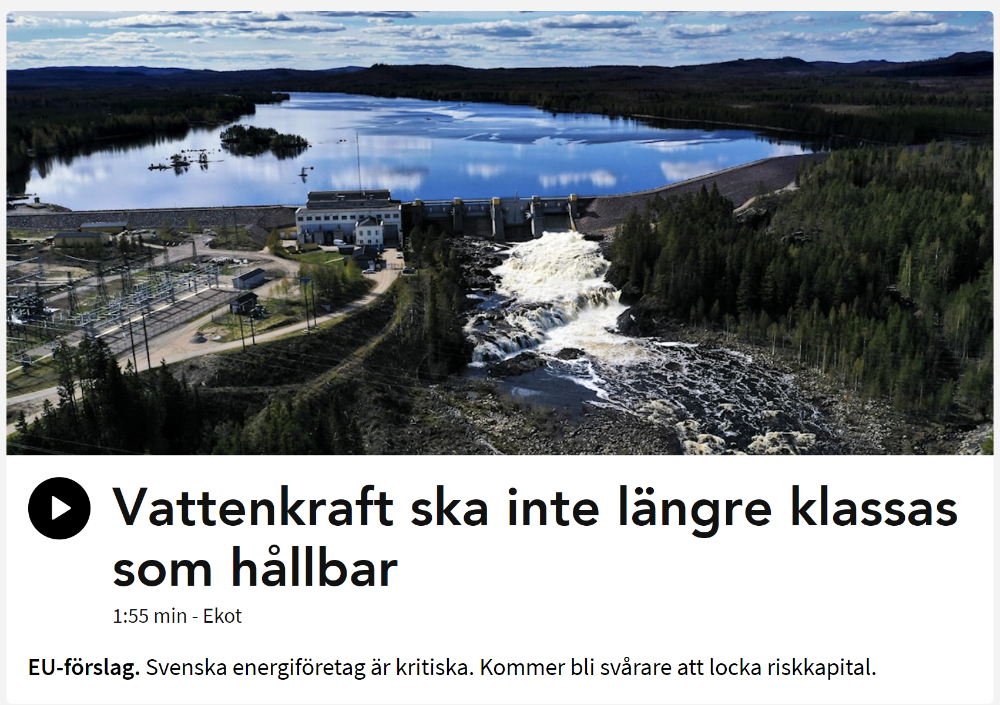 Vattenkraft ska inte längre klassas
som hållbar
1:55 min - Ekot
EU-förslag. Svenska energiföretag är kritiska. Kommer bli svårare att locka riskkapital.